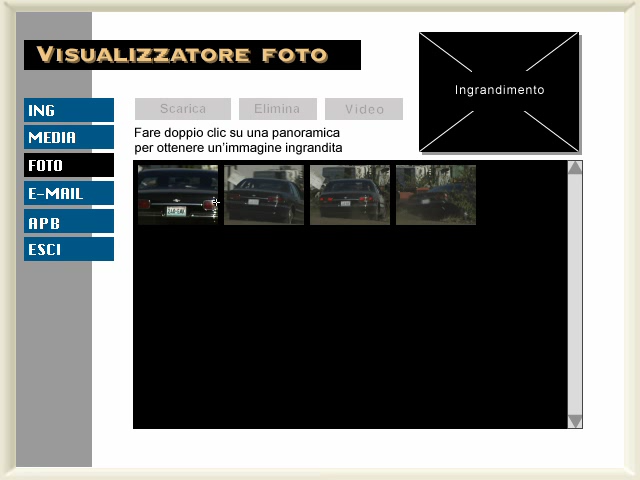 VISUALIZZATORE FOTO
Ingrandimento
ING
MEDIA
FOTO
E-MAIL
APB
ESCI
Scarica
Elimina
Video
Fare doppio clic su una panoramica
per ottenere un'immagine ingrandita